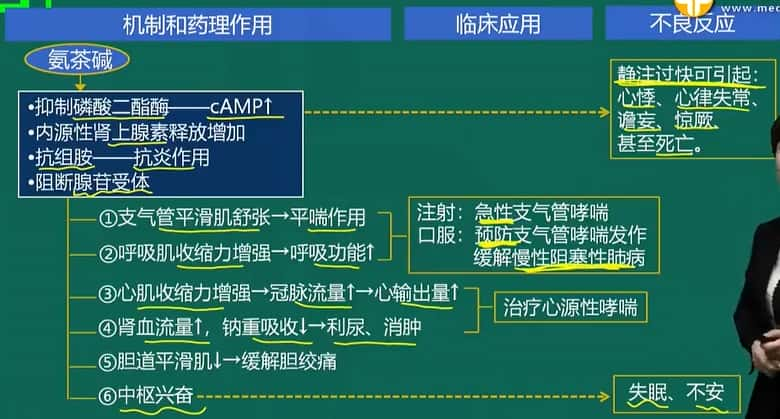 www.med
机制和药理作用
临床应用
不良反应
氨茶碱
•抑制磷酸二酯酶——cAMP↑
•内源性肾上腺素释放增加
•抗组胺——抗炎作用
•阻断腺苷受体
静注过快可引起：
心悸、心律失常、
谵妄、惊厥、
甚至死亡。
①支气管平滑肌舒张→平喘作用
②呼吸肌收缩力增强→呼吸功能↑
注射：急性支气管哮喘
口服：预防支气管哮喘发作
缓解慢性阻塞性肺病
③心肌收缩力增强→冠脉流量↑→心输出量↑
④肾血流量↑，钠重吸收↓→利尿、消肿
治疗心源性哮喘
⑤胆道平滑肌↓→缓解胆绞痛
⑥中枢兴奋
失眠、不安